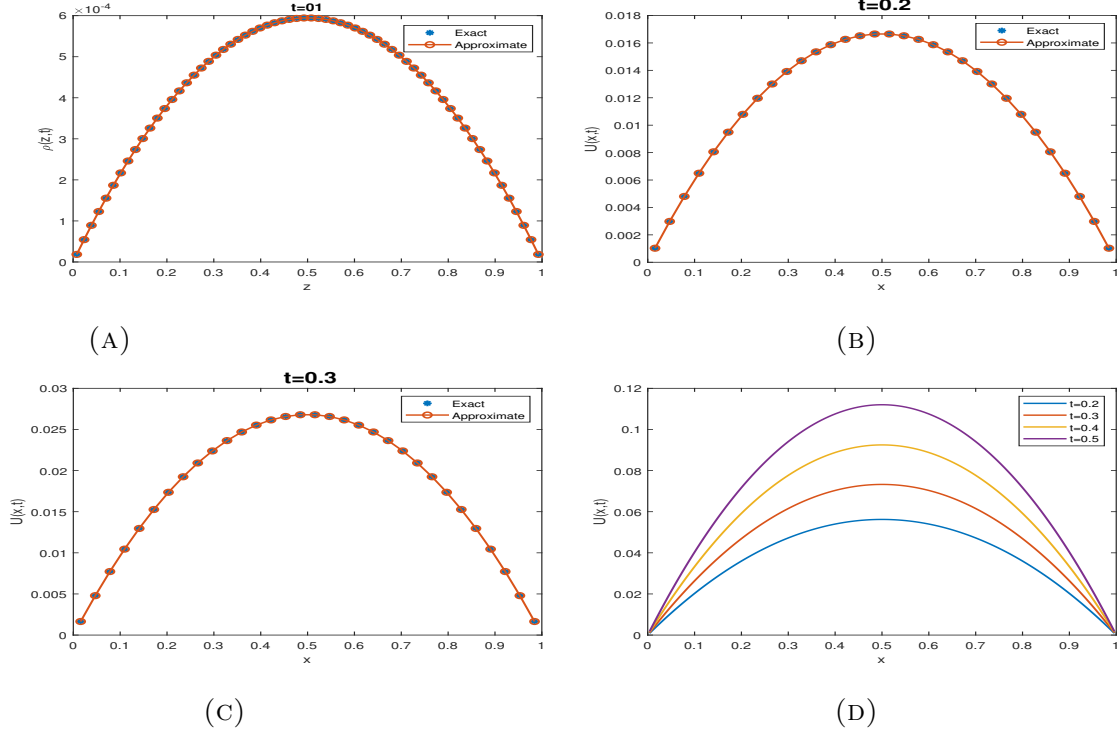 t=01
×10⁻⁴
6
5
4
3
2
1
0
ρ(z,t)
Exact
Approximate
0 0.1 0.2 0.3 0.4 0.5 0.6 0.7 0.8 0.9 1
z
(A)
t=0.2
0.018
0.016
0.014
0.012
0.01
0.008
0.006
0.004
0.002
0
U(x,t)
Exact
Approximate
0 0.1 0.2 0.3 0.4 0.5 0.6 0.7 0.8 0.9 1
x
(B)
t=0.3
0.03
0.025
0.02
0.015
0.01
0.005
0
U(x,t)
Exact
Approximate
0 0.1 0.2 0.3 0.4 0.5 0.6 0.7 0.8 0.9 1
x
(C)
0.12
0.1
0.08
0.06
0.04
0.02
0
U(x,t)
t=0.2
t=0.3
t=0.4
t=0.5
0 0.1 0.2 0.3 0.4 0.5 0.6 0.7 0.8 0.9 1
x
(D)